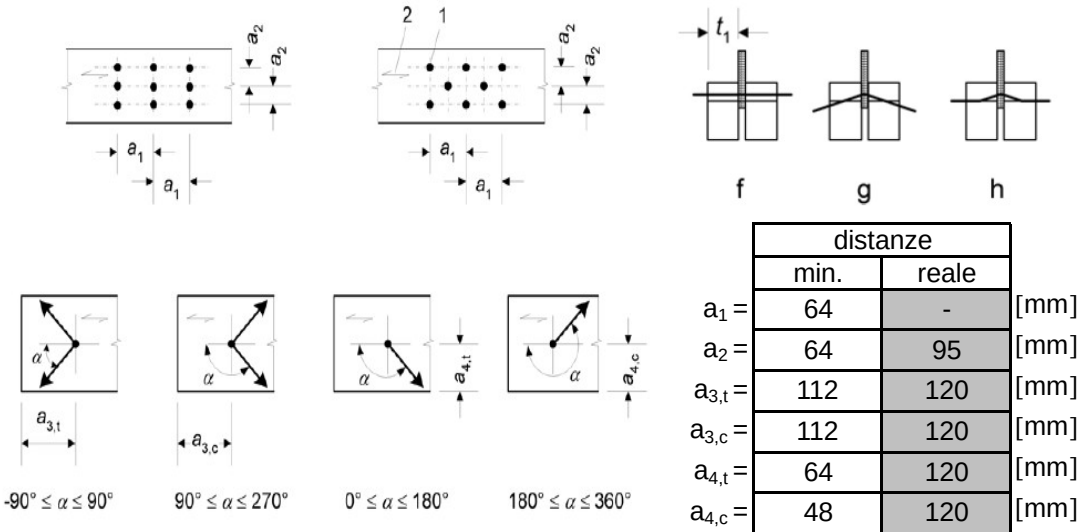 2 1
a2 a2
a2 a2
t1
a1
a1
a1
a1
f g h
distanze
min. reale
a1 = 64 - [mm]
a2 = 64 95 [mm]
a3,t = 112 120 [mm]
a3,c = 112 120 [mm]
a4,t = 64 120 [mm]
a4,c = 48 120 [mm]
α α α α
a4,t a4,c
a3,t a3,c
-90° ≤ α ≤ 90° 90° ≤ α ≤ 270° 0° ≤ α ≤ 180° 180° ≤ α ≤ 360°